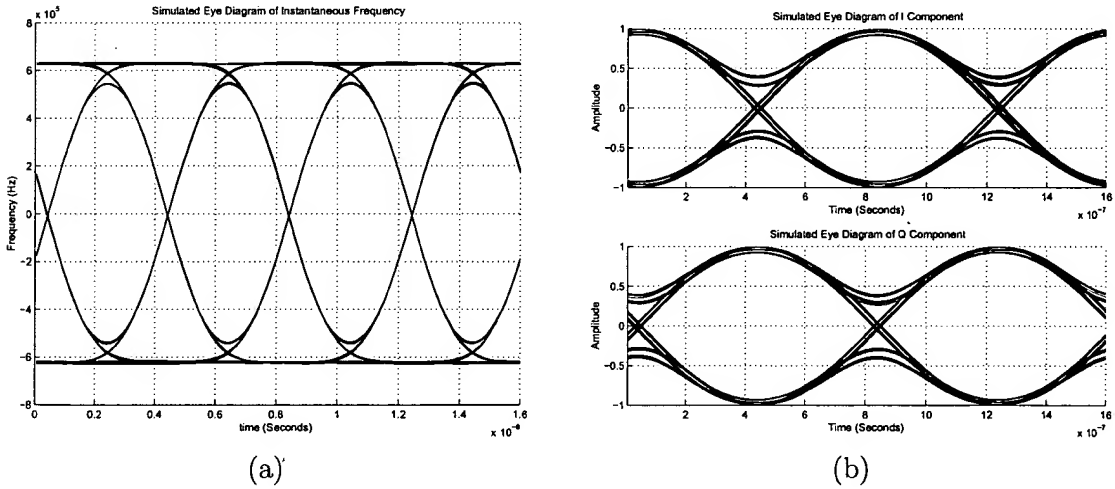 Simulated Eye Diagram of Instantaneous Frequency
x 10^5
8
6
4
2
0
-2
-4
-6
-8
Frequency (Hz)
0 0.2 0.4 0.6 0.8 1 1.2 1.4 1.6
time (Seconds)
x 10^-6
(a)
Simulated Eye Diagram of I Component
1
0.5
0
-0.5
-1
Amplitude
2 4 6 8 10 12 14 16
Time (Seconds)
x 10^-7
Simulated Eye Diagram of Q Component
1
0.5
0
-0.5
-1
Amplitude
2 4 6 8 10 12 14 16
Time (Seconds)
x 10^-7
(b)